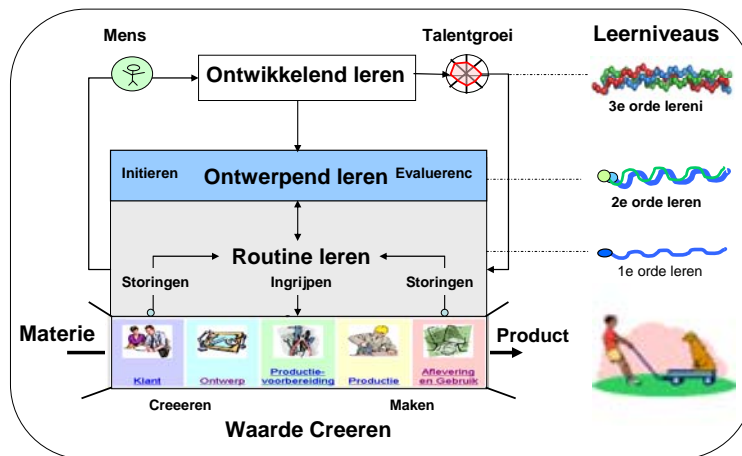 Mens
Talentgroei
Leerniveaus
Ontwikkelend leren
3e orde lereni
Initieren
Ontwerpend leren
Evaluerenc
2e orde leren
Routine leren
1e orde leren
Storingen
Ingrijpen
Storingen
Materie
Product
Klant
Ontwerp
Productie-
voorbereiding
Productie
Aflevering
en Gebruik
Creeeren
Maken
Waarde Creeren